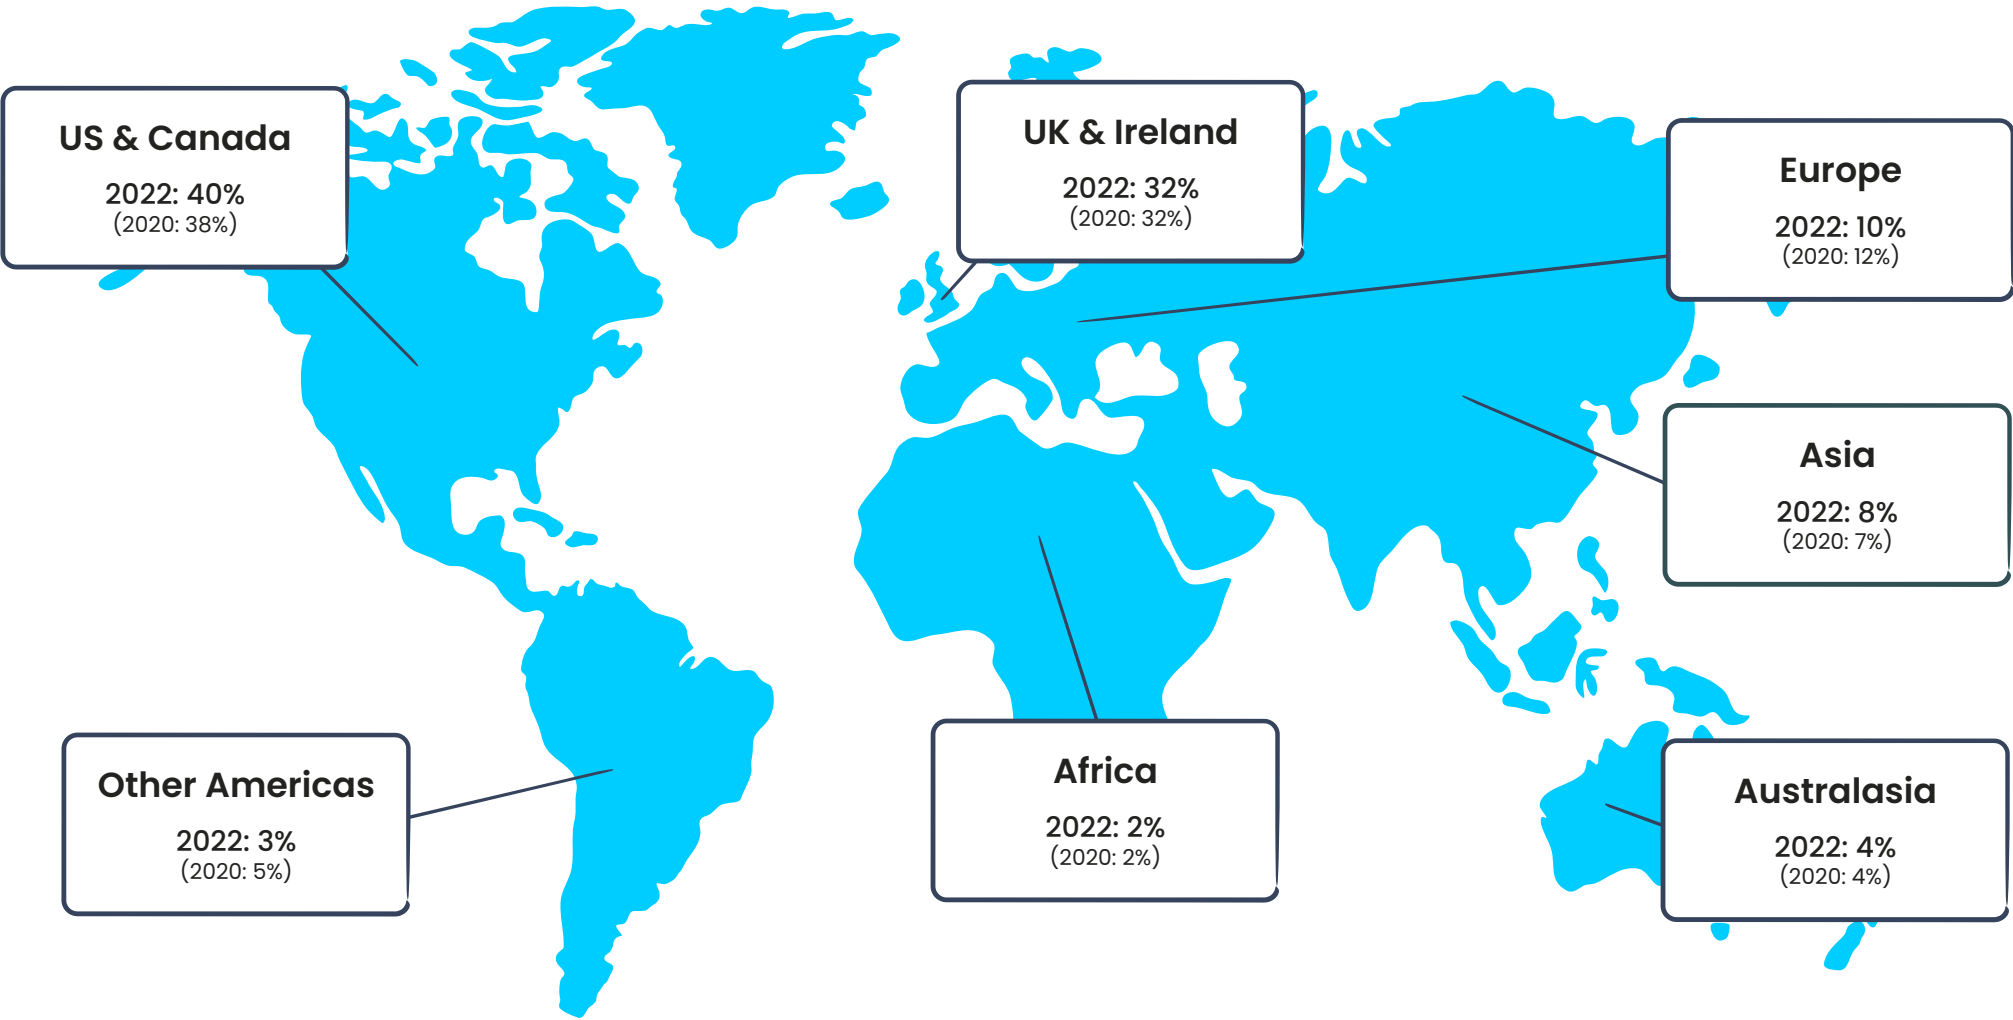 US & Canada
2022: 40%
(2020: 38%)
UK & Ireland
2022: 32%
(2020: 32%)
Europe
2022: 10%
(2020: 12%)
Asia
2022: 8%
(2020: 7%)
Other Americas
2022: 3%
(2020: 5%)
Africa
2022: 2%
(2020: 2%)
Australasia
2022: 4%
(2020: 4%)